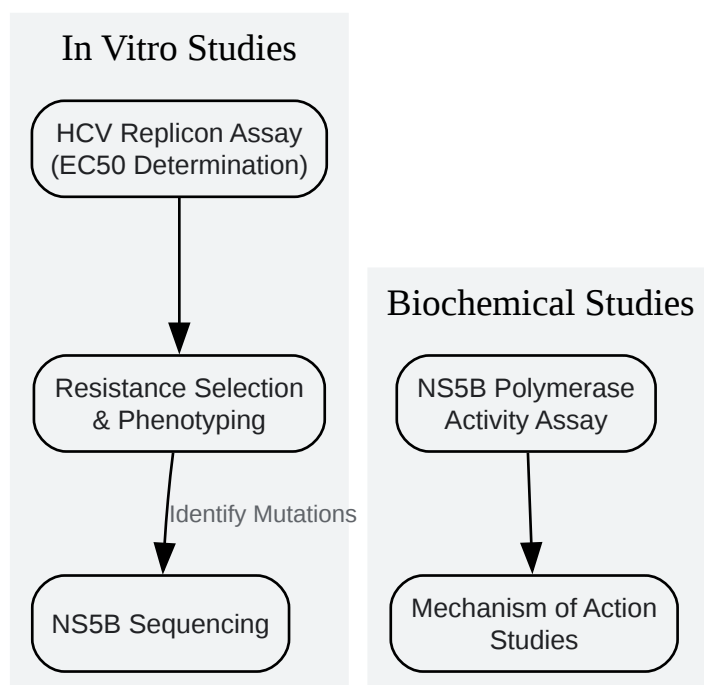 In Vitro Studies
HCV Replicon Assay
(EC50 Determination)
Resistance Selection
& Phenotyping
Identify Mutations
NS5B Sequencing
Biochemical Studies
NS5B Polymerase
Activity Assay
Mechanism of Action
Studies